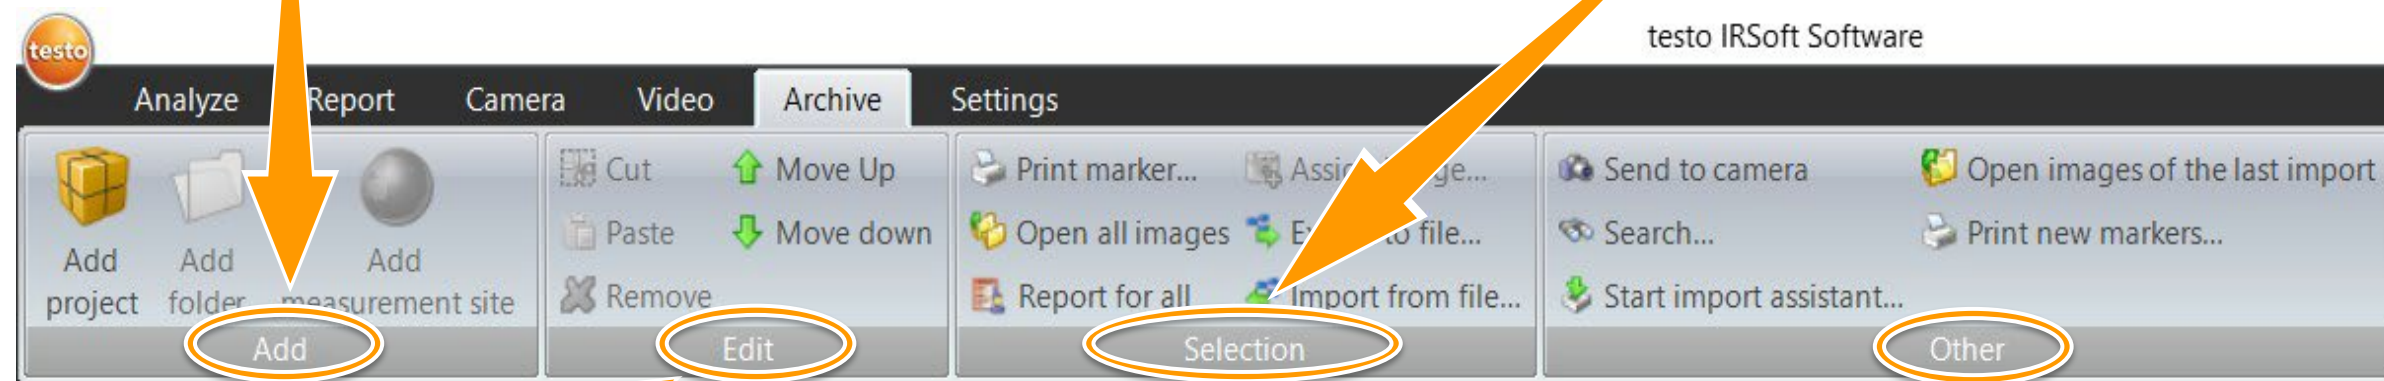 testo
testo IRSoft Software
Analyze Report Camera Video Archive Settings
Add project
Add folder
Add measurement site
Add
Cut
Paste
Remove
Move Up
Move down
Edit
Print marker...
Open all images
Report for all
to file...
Import from file...
Selection
Send to camera
Search...
Start import assistant...
Open images of the last import
Print new markers...
Other